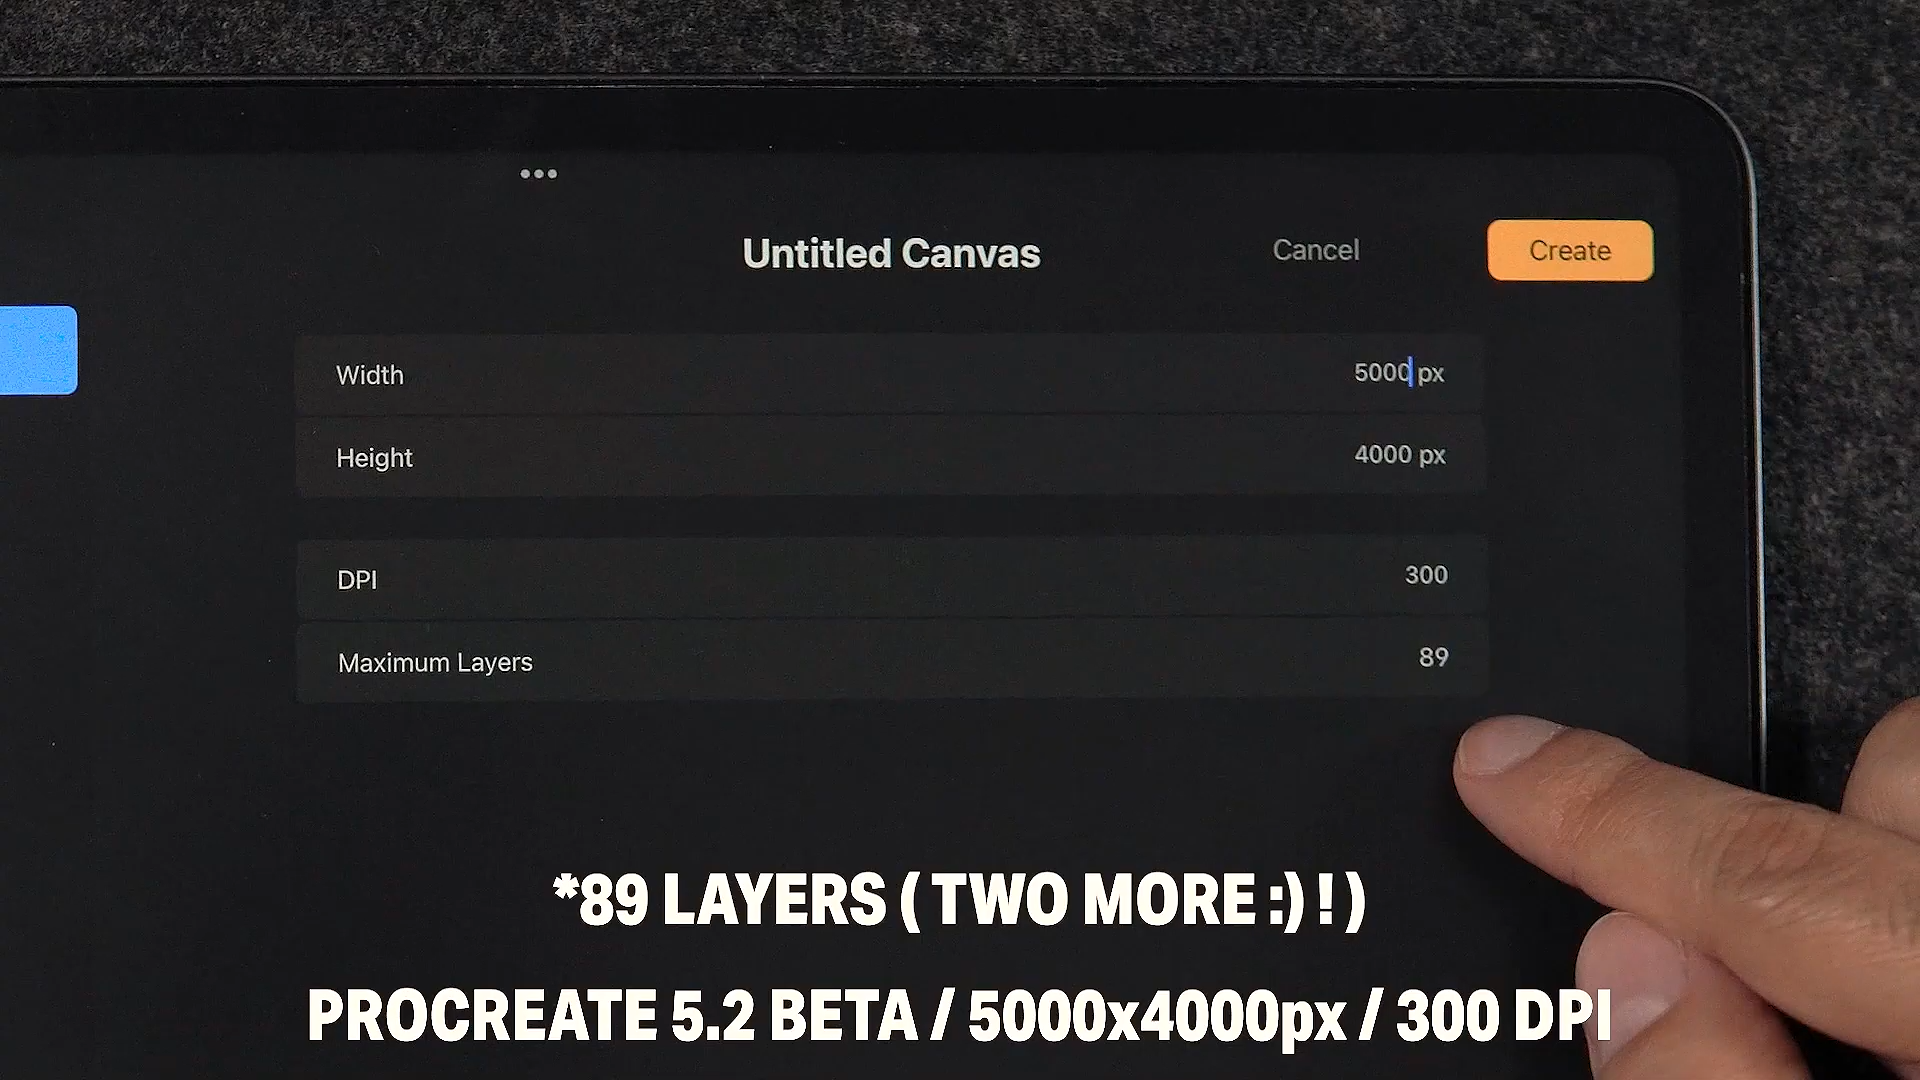 Untitled Canvas
Cancel
Create
Width
5000 px
Height
4000 px
DPI
300
Maximum Layers
89
*89 LAYERS ( TWO MORE :) ! )
PROCREATE 5.2 BETA / 5000x4000px / 300 DPI